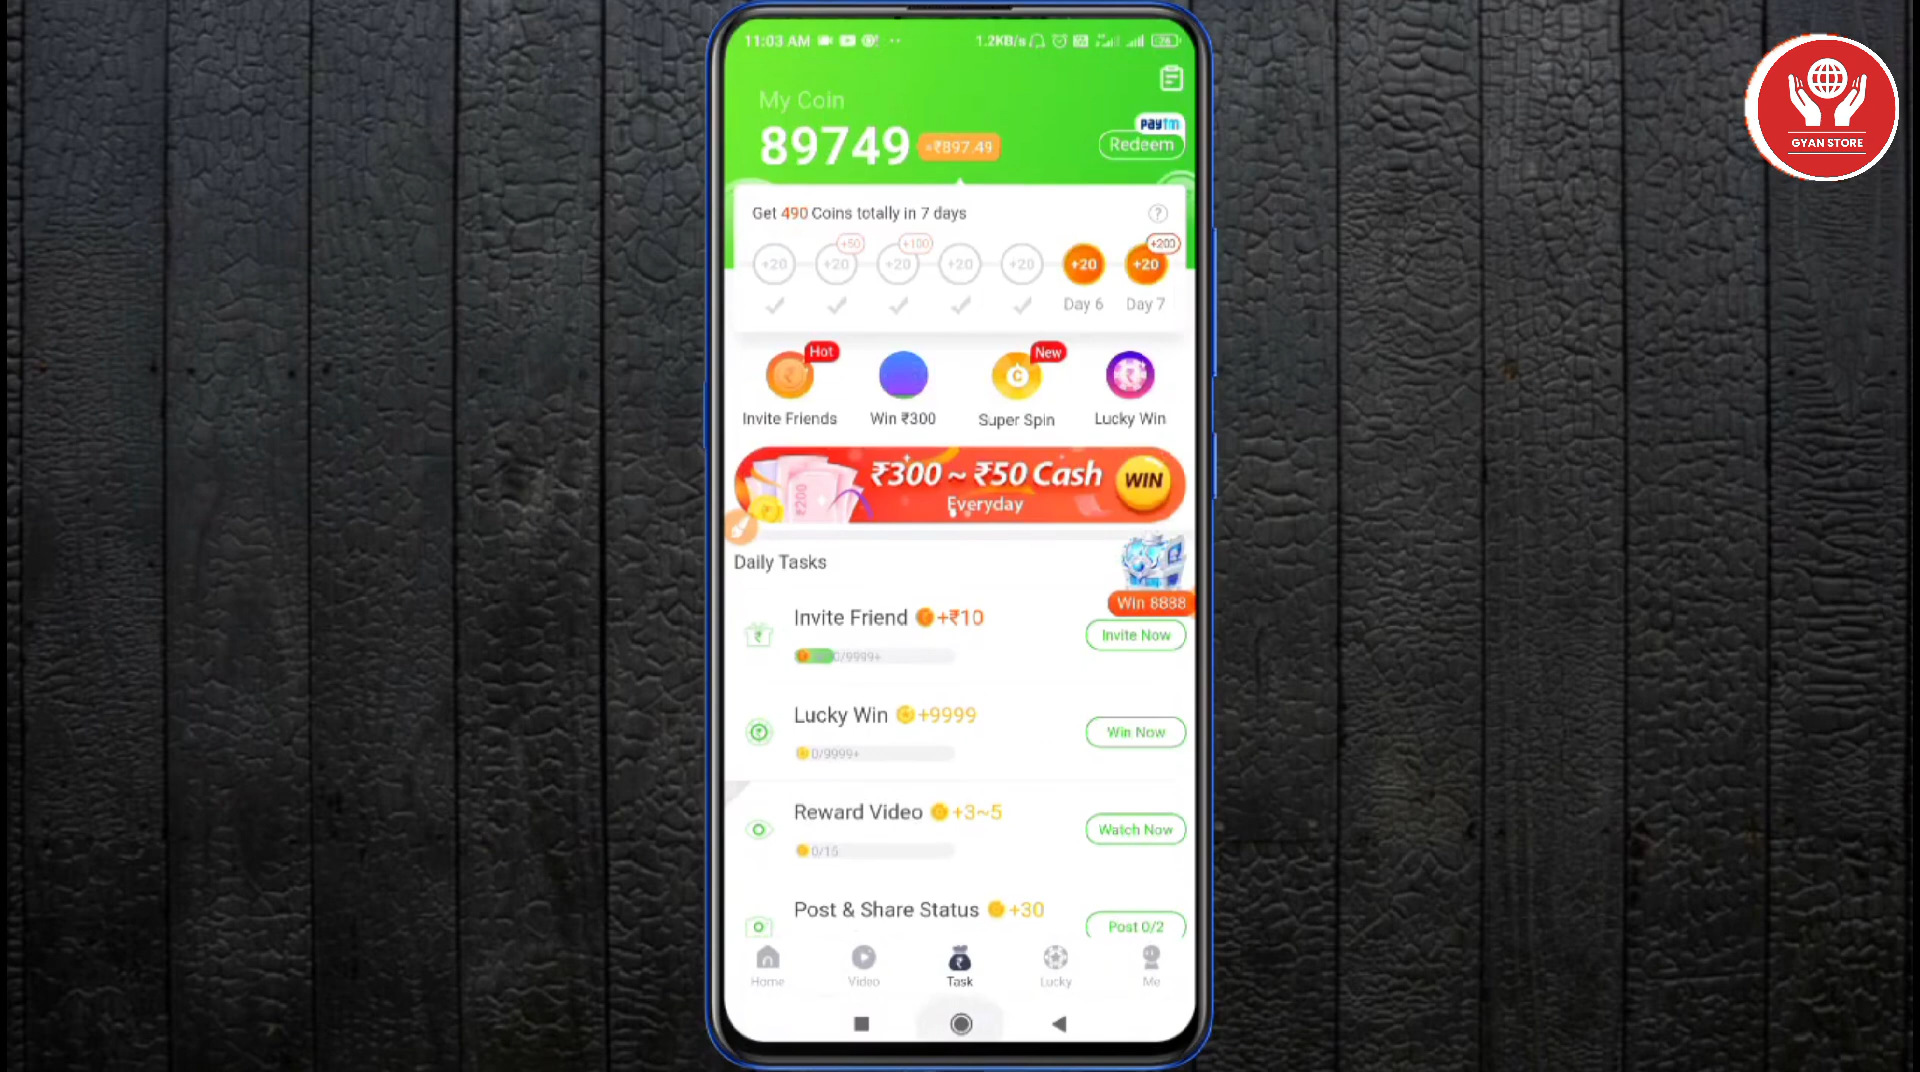 11:03 AM
1.2KB/s
My Coin
89749 ≈₹897.49
Paytm
Redeem
Get 490 Coins totally in 7 days
?
+50 +100 +200
+20 +20 +20 +20 +20 +20 +20
Day 6 Day 7
Hot New
Invite Friends Win ₹300 Super Spin Lucky Win
₹300 ~ ₹50 Cash
Everyday
WIN
₹200
Daily Tasks
Win 8888
Invite Friend +₹10
0/9999+
Invite Now
Lucky Win +9999
0/9999+
Win Now
Reward Video +3~5
0/15
Watch Now
Post & Share Status +30
Post 0/2
Home Video Task Lucky Me
GYAN STORE